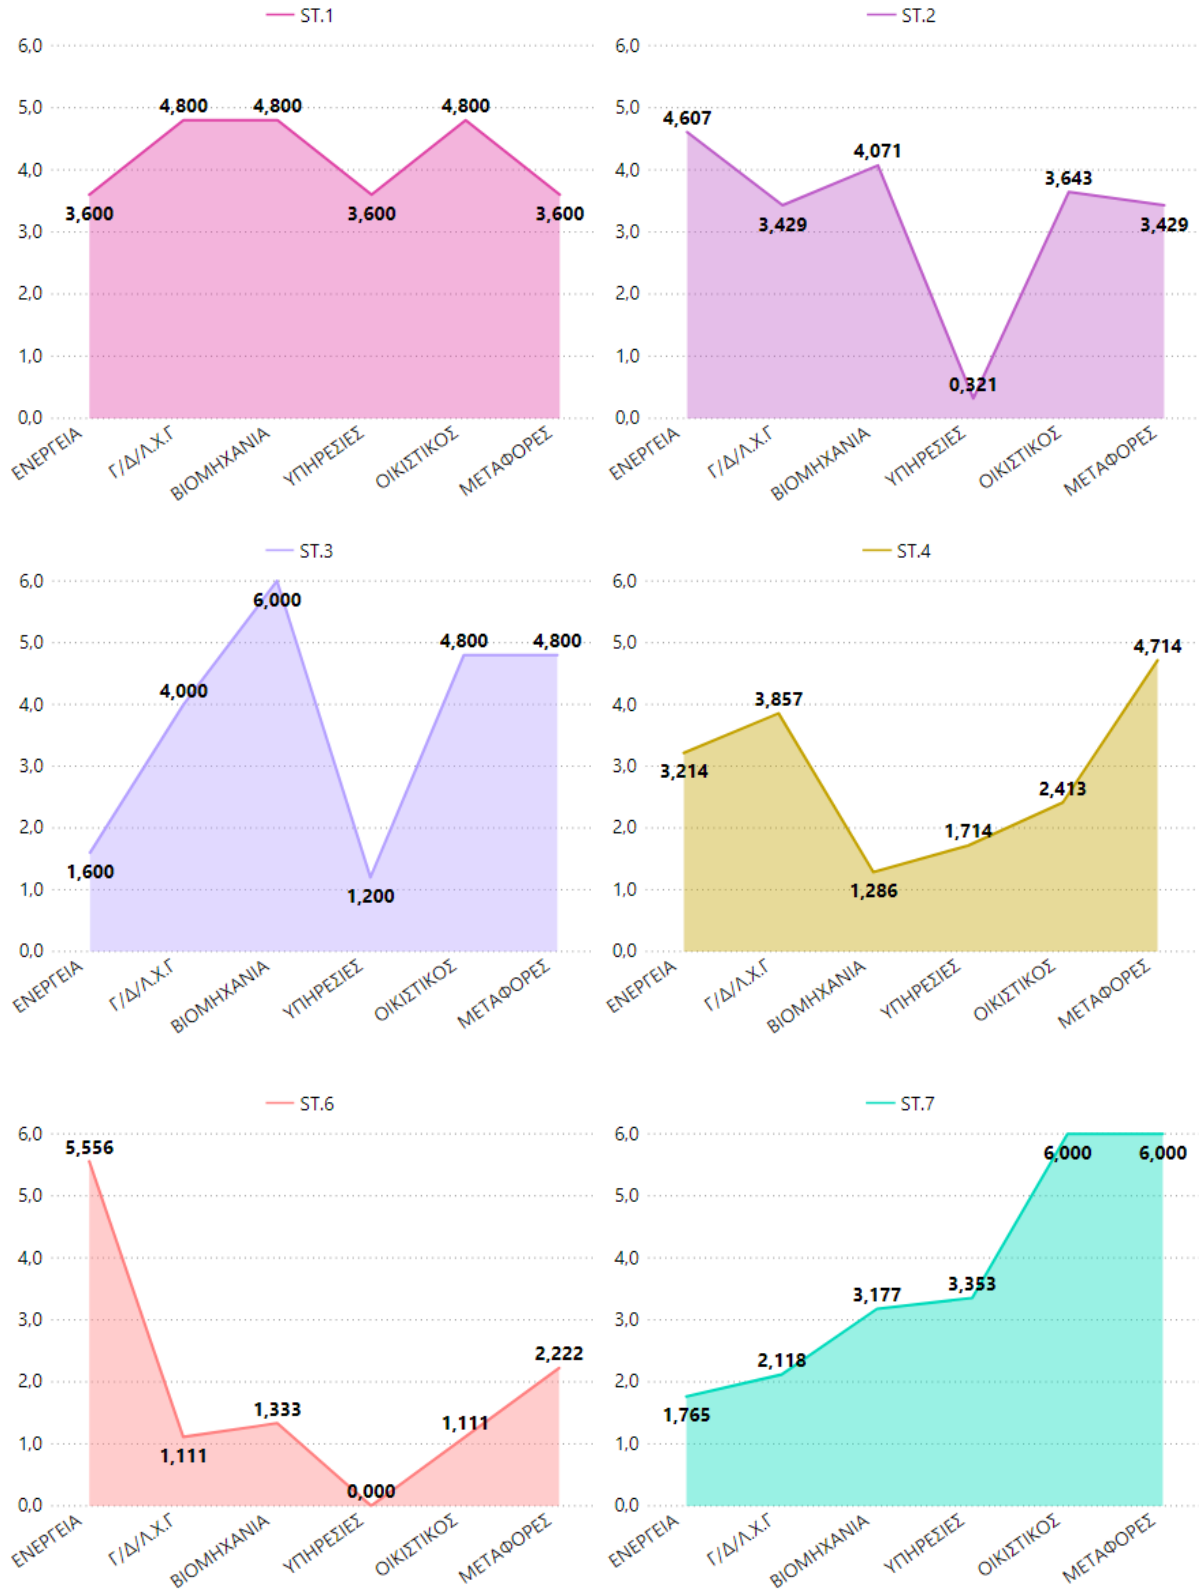 ST.1
6,0
5,0
4,0
3,0
2,0
1,0
0,0
3,600
4,800
4,800
3,600
4,800
3,600
ΕΝΕΡΓΕΙΑ
Γ/Δ/Λ.Χ.Γ
ΒΙΟΜΗΧΑΝΙΑ
ΥΠΗΡΕΣΙΕΣ
ΟΙΚΙΣΤΙΚΟΣ
ΜΕΤΑΦΟΡΕΣ
ST.2
6,0
5,0
4,0
3,0
2,0
1,0
0,0
4,607
3,429
4,071
0,321
3,643
3,429
ΕΝΕΡΓΕΙΑ
Γ/Δ/Λ.Χ.Γ
ΒΙΟΜΗΧΑΝΙΑ
ΥΠΗΡΕΣΙΕΣ
ΟΙΚΙΣΤΙΚΟΣ
ΜΕΤΑΦΟΡΕΣ
ST.3
6,0
5,0
4,0
3,0
2,0
1,0
0,0
1,600
4,000
6,000
1,200
4,800
4,800
ΕΝΕΡΓΕΙΑ
Γ/Δ/Λ.Χ.Γ
ΒΙΟΜΗΧΑΝΙΑ
ΥΠΗΡΕΣΙΕΣ
ΟΙΚΙΣΤΙΚΟΣ
ΜΕΤΑΦΟΡΕΣ
ST.4
6,0
5,0
4,0
3,0
2,0
1,0
0,0
3,214
3,857
1,286
1,714
2,413
4,714
ΕΝΕΡΓΕΙΑ
Γ/Δ/Λ.Χ.Γ
ΒΙΟΜΗΧΑΝΙΑ
ΥΠΗΡΕΣΙΕΣ
ΟΙΚΙΣΤΙΚΟΣ
ΜΕΤΑΦΟΡΕΣ
ST.6
6,0
5,0
4,0
3,0
2,0
1,0
0,0
5,556
1,111
1,333
0,000
1,111
2,222
ΕΝΕΡΓΕΙΑ
Γ/Δ/Λ.Χ.Γ
ΒΙΟΜΗΧΑΝΙΑ
ΥΠΗΡΕΣΙΕΣ
ΟΙΚΙΣΤΙΚΟΣ
ΜΕΤΑΦΟΡΕΣ
ST.7
6,0
5,0
4,0
3,0
2,0
1,0
0,0
1,765
2,118
3,177
3,353
6,000
6,000
ΕΝΕΡΓΕΙΑ
Γ/Δ/Λ.Χ.Γ
ΒΙΟΜΗΧΑΝΙΑ
ΥΠΗΡΕΣΙΕΣ
ΟΙΚΙΣΤΙΚΟΣ
ΜΕΤΑΦΟΡΕΣ